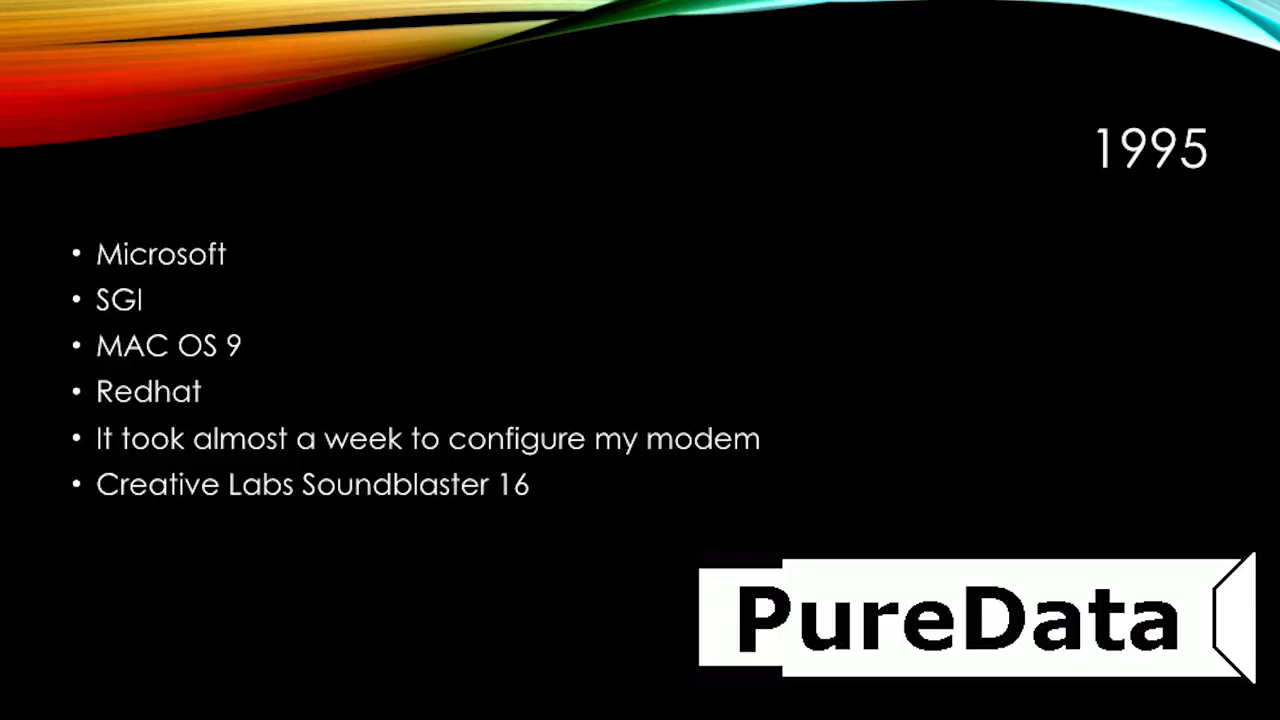 1995
• Microsoft
• SGI
• MAC OS 9
• Redhat
• It took almost a week to configure my modem
• Creative Labs Soundblaster 16
PureData